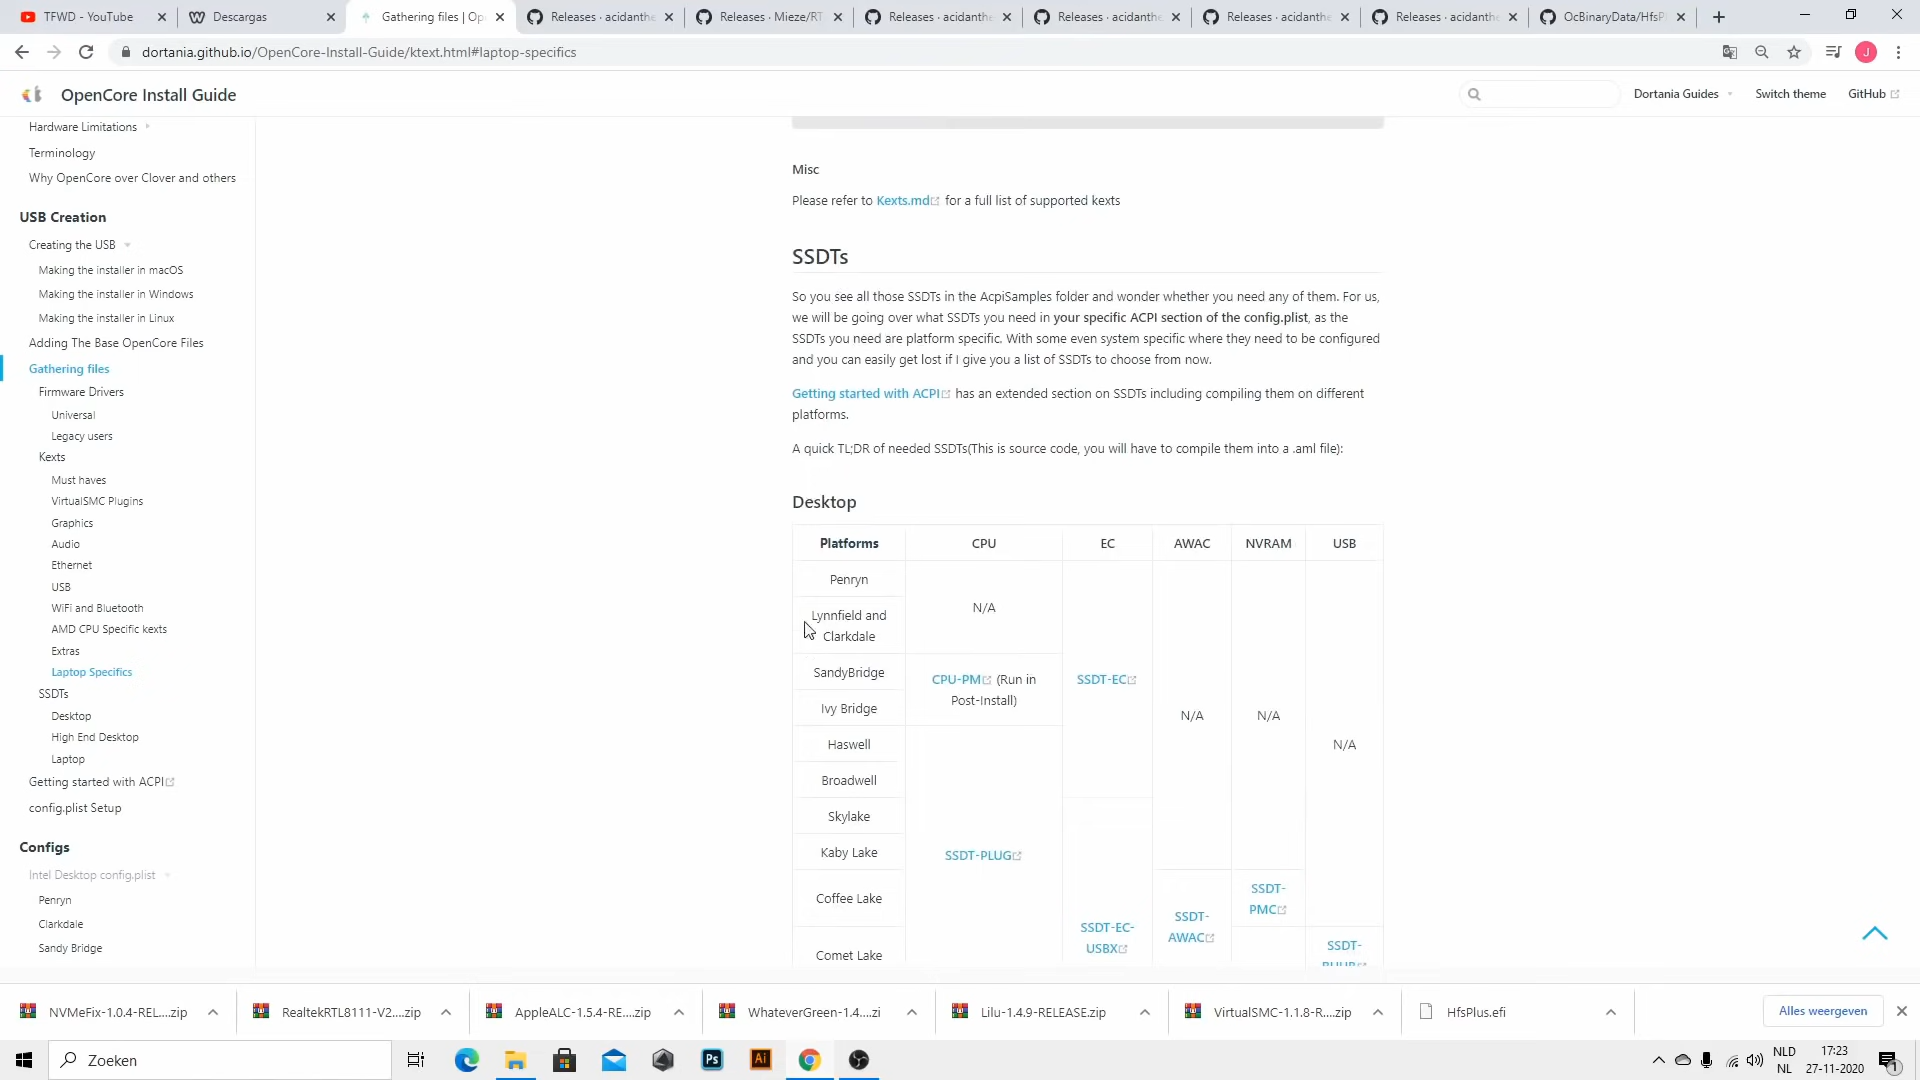 TFWD - YouTube
Descargas
Gathering files | Op
Releases · acidanthe
Releases · Mieze/RT
Releases · acidanthe
Releases · acidanthe
Releases · acidanthe
Releases · acidanthe
OcBinaryData/HfsP
dortania.github.io/OpenCore-Install-Guide/ktext.html#laptop-specifics
J
OpenCore Install Guide
Dortania Guides
Switch theme
GitHub
Hardware Limitations
Terminology
Why OpenCore over Clover and others
USB Creation
Creating the USB
Making the installer in macOS
Making the installer in Windows
Making the installer in Linux
Adding The Base OpenCore Files
Gathering files
Firmware Drivers
Universal
Legacy users
Kexts
Must haves
VirtualSMC Plugins
Graphics
Audio
Ethernet
USB
WiFi and Bluetooth
AMD CPU Specific kexts
Extras
Laptop Specifics
SSDTs
Desktop
High End Desktop
Laptop
Getting started with ACPI
config.plist Setup
Configs
Intel Desktop config.plist
Penryn
Clarkdale
Sandy Bridge
Misc
Please refer to Kexts.md for a full list of supported kexts
SSDTs
So you see all those SSDTs in the AcpiSamples folder and wonder whether you need any of them. For us,
we will be going over what SSDTs you need in your specific ACPI section of the config.plist, as the
SSDTs you need are platform specific. With some even system specific where they need to be configured
and you can easily get lost if I give you a list of SSDTs to choose from now.
Getting started with ACPI has an extended section on SSDTs including compiling them on different
platforms.
A quick TL;DR of needed SSDTs(This is source code, you will have to compile them into a .aml file):
Desktop
Platforms CPU EC AWAC NVRAM USB
Penryn
N/A
Lynnfield and
Clarkdale
SandyBridge
CPU-PM (Run in
Post-Install)
SSDT-EC
Ivy Bridge
N/A
N/A
Haswell
N/A
Broadwell
Skylake
Kaby Lake
SSDT-PLUG
Coffee Lake
SSDT-
PMC
SSDT-
AWAC
SSDT-EC-
USBX
Comet Lake
SSDT-
RHUB
NVMeFix-1.0.4-REL....zip
RealtekRTL8111-V2....zip
AppleALC-1.5.4-RE....zip
WhateverGreen-1.4....zi
Lilu-1.4.9-RELEASE.zip
VirtualSMC-1.1.8-R....zip
HfsPlus.efi
Alles weergeven
Zoeken
Ps
Ai
NLD
NL
17:23
27-11-2020
1